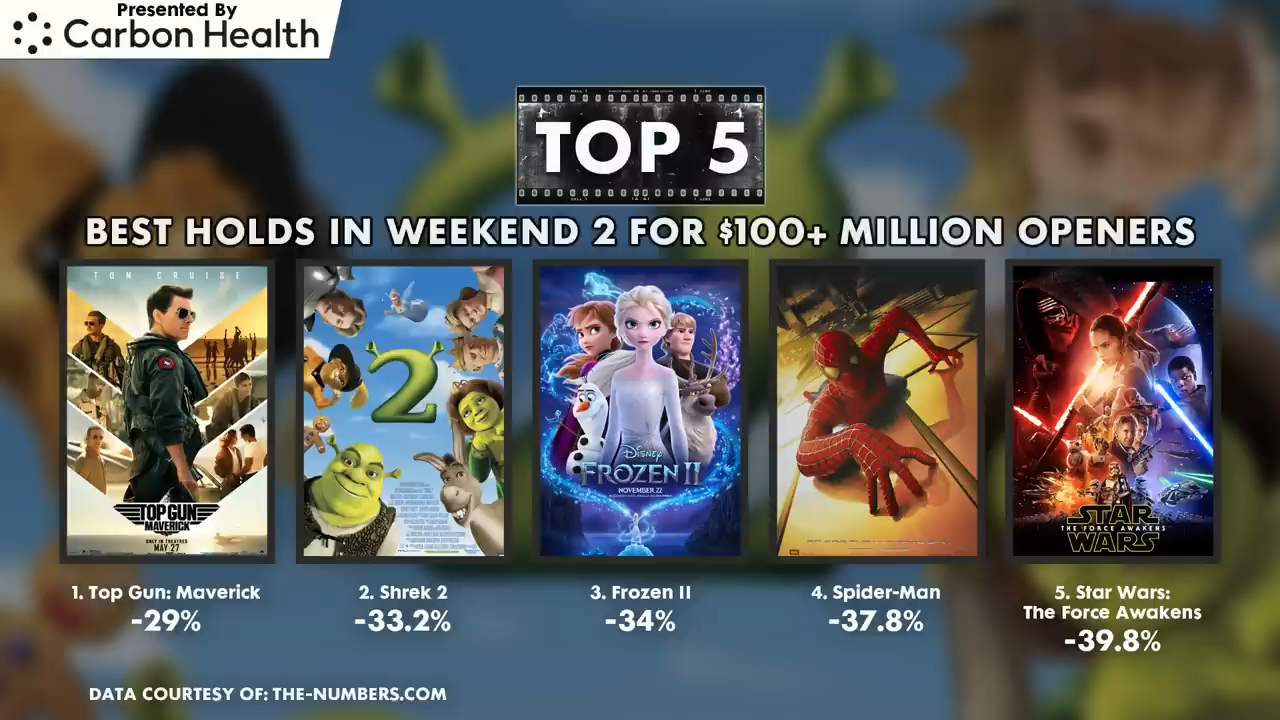 Presented By
Carbon Health
TOP 5
BEST HOLDS IN WEEKEND 2 FOR $100+ MILLION OPENERS
TOM CRUISE
TOP GUN
MAVERICK
ONLY IN THEATRES
MAY 27
2
DISNEY
FROZEN II
NOVEMBER 22
STAR
THE FORCE AWAKENS
WARS
1. Top Gun: Maverick
-29%
2. Shrek 2
-33.2%
3. Frozen II
-34%
4. Spider-Man
-37.8%
5. Star Wars:
The Force Awakens
-39.8%
DATA COURTESY OF: THE-NUMBERS.COM